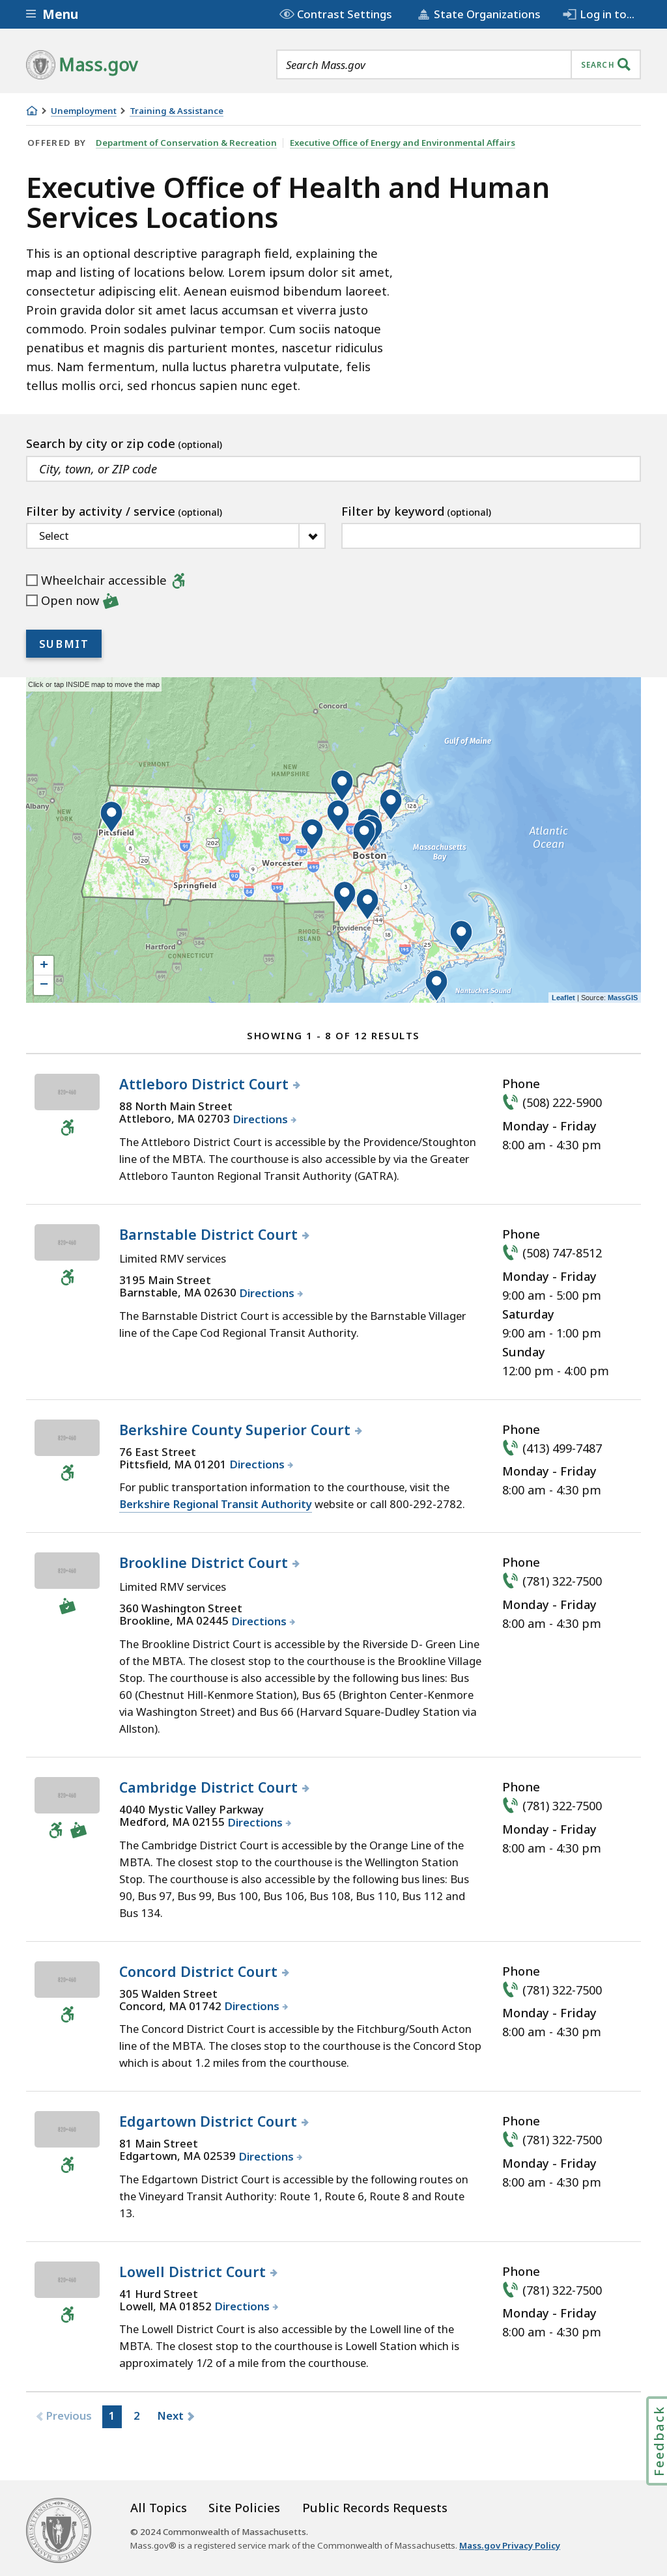 Menu
Contrast Settings
State Organizations
Log in to...
Mass.gov
Search Mass.gov
SEARCH
Unemployment
Training & Assistance
OFFERED BY Department of Conservation & Recreation Executive Office of Energy and Environmental Affairs
Executive Office of Health and Human
Services Locations
This is an optional descriptive paragraph field, explaining the
map and listing of locations below. Lorem ipsum dolor sit amet,
consectetur adipiscing elit. Aenean euismod bibendum laoreet.
Proin gravida dolor sit amet lacus accumsan et viverra justo
commodo. Proin sodales pulvinar tempor. Cum sociis natoque
penatibus et magnis dis parturient montes, nascetur ridiculus
mus. Nam fermentum, nulla luctus pharetra vulputate, felis
tellus mollis orci, sed rhoncus sapien nunc eget.
Search by city or zip code (optional)
City, town, or ZIP code
Filter by activity / service (optional)
Select
Filter by keyword (optional)
Wheelchair accessible
Open now
SUBMIT
Click or tap INSIDE map to move the map
Concord
Gulf of Maine
VERMONT
NEW
HAMPSHIRE
Albany
NEW
YORK
Pittsfield
Atlantic
Ocean
Boston
Massachusetts
Bay
Worcester
Springfield
Providence
RHODE
ISLAND
Hartford
CONNECTICUT
Nantucket Sound
+
−
Leaflet | Source: MassGIS
SHOWING 1 - 8 OF 12 RESULTS
Attleboro District Court
88 North Main Street
Attleboro, MA 02703 Directions
The Attleboro District Court is accessible by the Providence/Stoughton
line of the MBTA. The courthouse is also accessible by via the Greater
Attleboro Taunton Regional Transit Authority (GATRA).
Phone
(508) 222-5900
Monday - Friday
8:00 am - 4:30 pm
Barnstable District Court
Limited RMV services
3195 Main Street
Barnstable, MA 02630 Directions
The Barnstable District Court is accessible by the Barnstable Villager
line of the Cape Cod Regional Transit Authority.
Phone
(508) 747-8512
Monday - Friday
9:00 am - 5:00 pm
Saturday
9:00 am - 1:00 pm
Sunday
12:00 pm - 4:00 pm
Berkshire County Superior Court
76 East Street
Pittsfield, MA 01201 Directions
For public transportation information to the courthouse, visit the
Berkshire Regional Transit Authority website or call 800-292-2782.
Phone
(413) 499-7487
Monday - Friday
8:00 am - 4:30 pm
Brookline District Court
Limited RMV services
360 Washington Street
Brookline, MA 02445 Directions
The Brookline District Court is accessible by the Riverside D- Green Line
of the MBTA. The closest stop to the courthouse is the Brookline Village
Stop. The courthouse is also accessible by the following bus lines: Bus
60 (Chestnut Hill-Kenmore Station), Bus 65 (Brighton Center-Kenmore
via Washington Street) and Bus 66 (Harvard Square-Dudley Station via
Allston).
Phone
(781) 322-7500
Monday - Friday
8:00 am - 4:30 pm
Cambridge District Court
4040 Mystic Valley Parkway
Medford, MA 02155 Directions
The Cambridge District Court is accessible by the Orange Line of the
MBTA. The closest stop to the courthouse is the Wellington Station
Stop. The courthouse is also accessible by the following bus lines: Bus
90, Bus 97, Bus 99, Bus 100, Bus 106, Bus 108, Bus 110, Bus 112 and
Bus 134.
Phone
(781) 322-7500
Monday - Friday
8:00 am - 4:30 pm
Concord District Court
305 Walden Street
Concord, MA 01742 Directions
The Concord District Court is accessible by the Fitchburg/South Acton
line of the MBTA. The closes stop to the courthouse is the Concord Stop
which is about 1.2 miles from the courthouse.
Phone
(781) 322-7500
Monday - Friday
8:00 am - 4:30 pm
Edgartown District Court
81 Main Street
Edgartown, MA 02539 Directions
The Edgartown District Court is accessible by the following routes on
the Vineyard Transit Authority: Route 1, Route 6, Route 8 and Route
13.
Phone
(781) 322-7500
Monday - Friday
8:00 am - 4:30 pm
Lowell District Court
41 Hurd Street
Lowell, MA 01852 Directions
The Lowell District Court is also accessible by the Lowell line of the
MBTA. The closest stop to the courthouse is Lowell Station which is
approximately 1/2 of a mile from the courthouse.
Phone
(781) 322-7500
Monday - Friday
8:00 am - 4:30 pm
Previous 1 2 Next
Feedback
All Topics Site Policies Public Records Requests
© 2024 Commonwealth of Massachusetts.
Mass.gov® is a registered service mark of the Commonwealth of Massachusetts. Mass.gov Privacy Policy